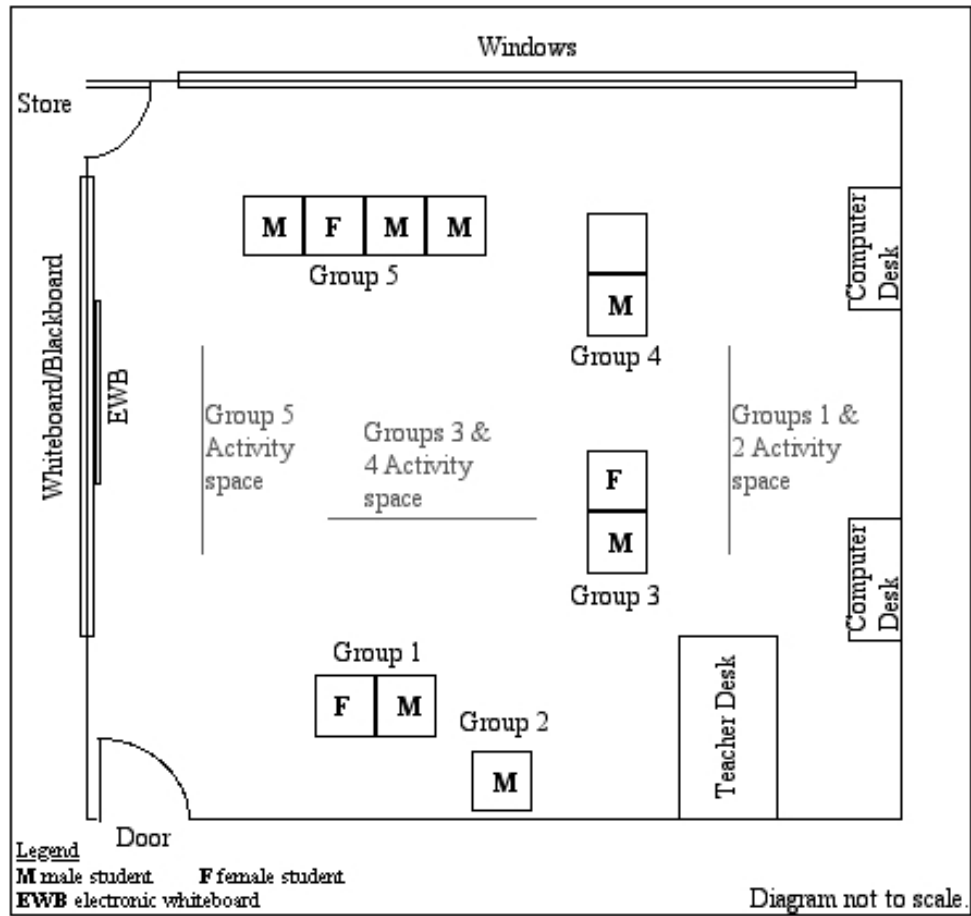 Windows
Store
M F M M
Group 5
M
Group 4
Computer
Desk
Whiteboard/Blackboard
EWB
Group 5
Activity
space
Groups 3 &
4 Activity
space
Groups 1 &
2 Activity
space
F
M
Group 3
Computer
Desk
Group 1
F M
Group 2
M
Teacher Desk
Door
Legend
M male student F female student
EWB electronic whiteboard
Diagram not to scale.